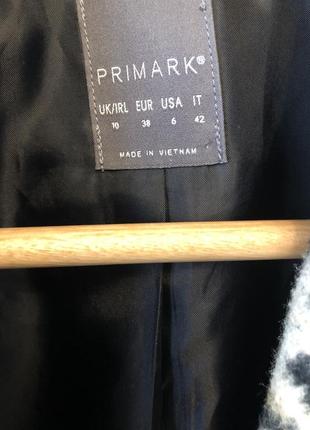 PRIMARK®
UK/IRL EUR USA IT
10 38 6 42
MADE IN VIETNAM